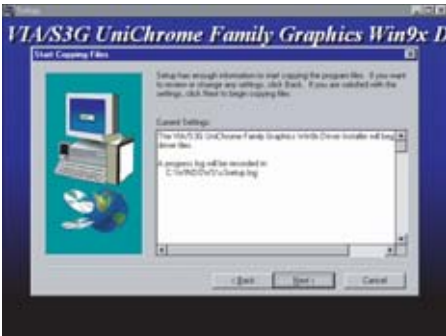 Setup
VIA/S3G UniChrome Family Graphics Win9x D
Start Copying Files
Setup has enough information to start copying the program files. If you want
to review or change any settings, click Back. If you are satisfied with the
settings, click Next to begin copying files.
Current Settings:
The VIA/S3G UniChrome Family Graphics Win9x Driver Installer will beg
driver files.
A progress log will be recorded in:
C:\WINDOWS\vSetup.log
< Back
Next >
Cancel